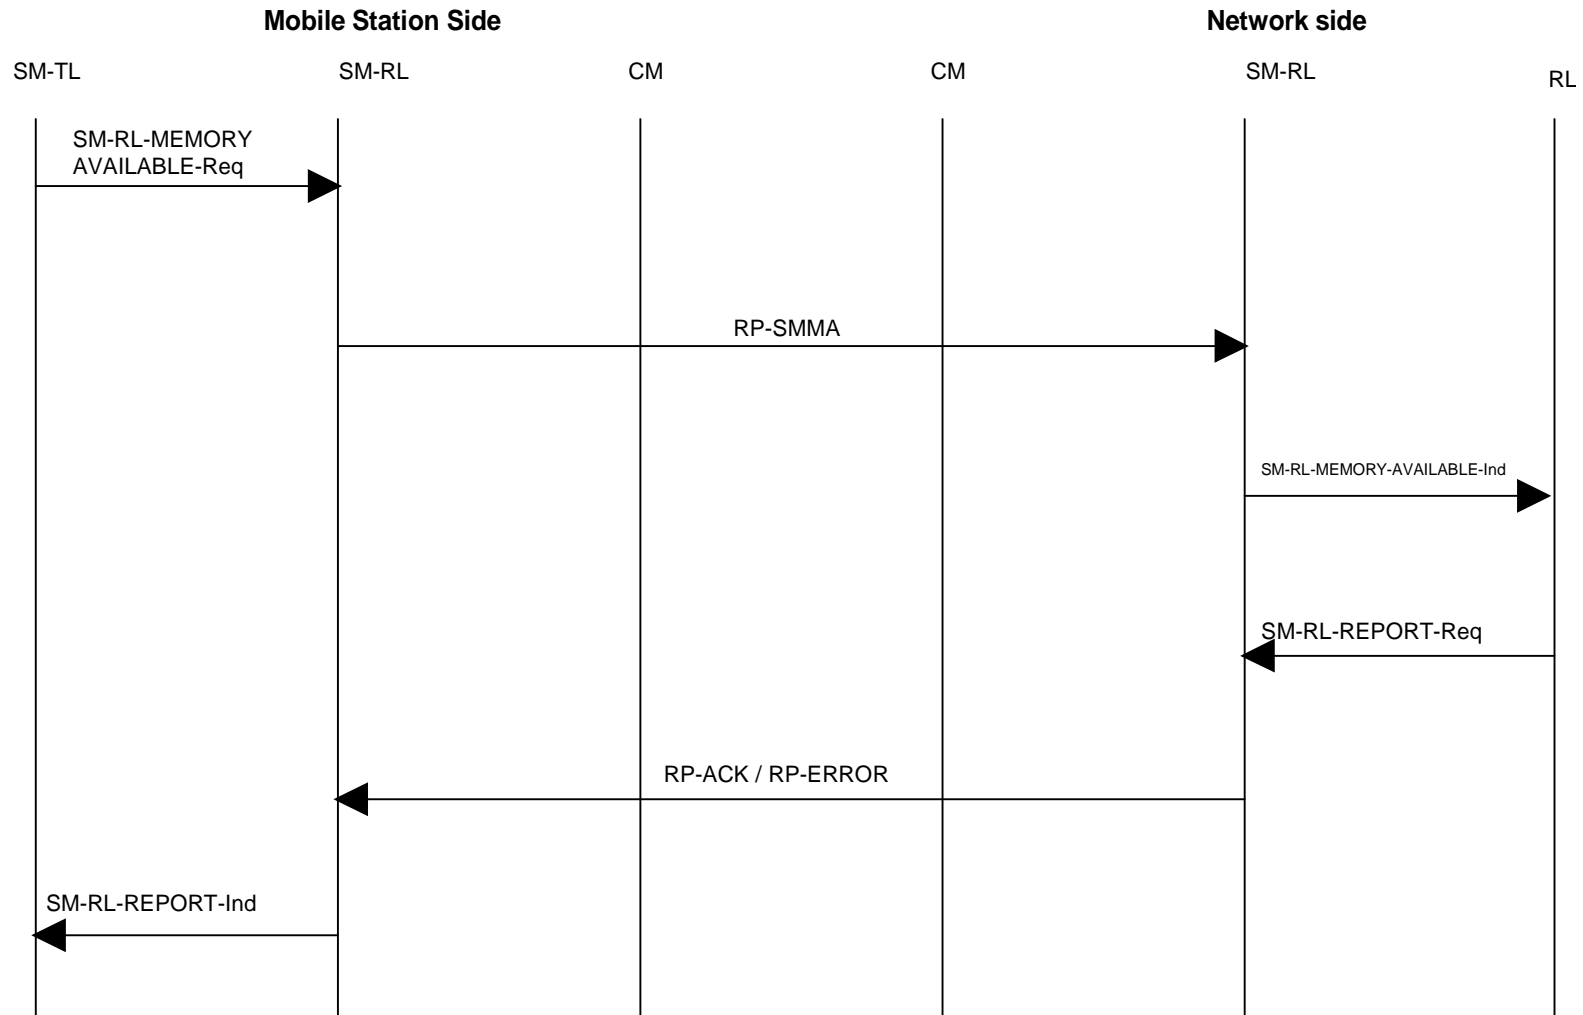 Mobile Station Side
Network side
SM-TL
SM-RL
CM
CM
SM-RL
RL
SM-RL-MEMORY
AVAILABLE-Req
RP-SMMA
SM-RL-MEMORY-AVAILABLE-Ind
SM-RL-REPORT-Req
RP-ACK / RP-ERROR
SM-RL-REPORT-Ind